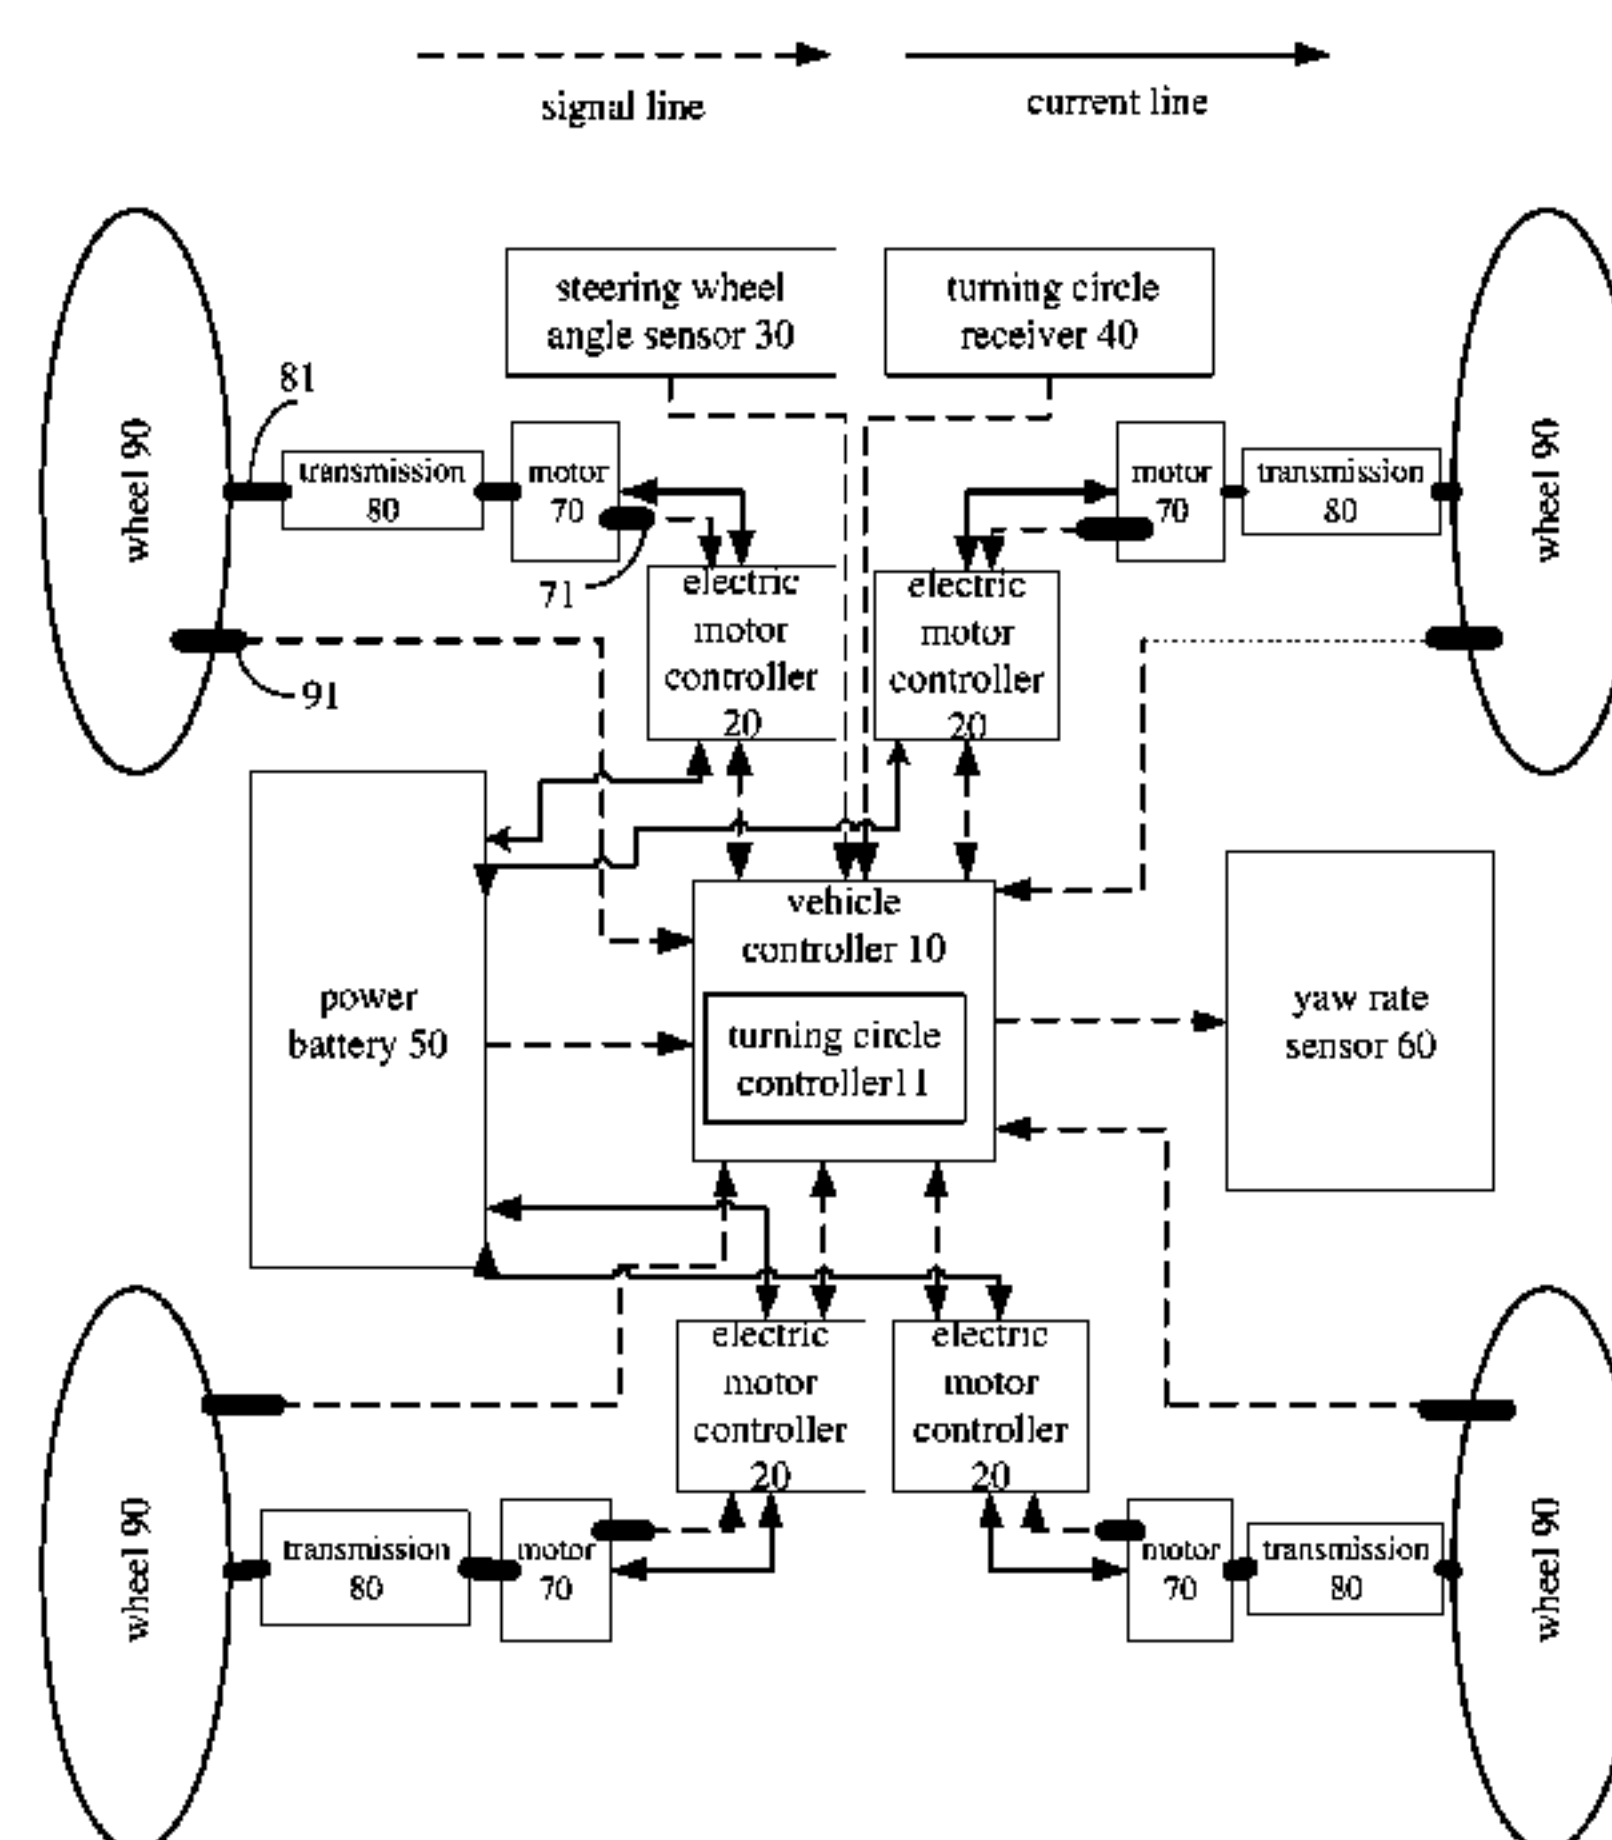 signal line
current line
steering wheel
angle sensor 30
turning circle
receiver 40
81
wheel 90
transmission
80
motor
70
motor
70
transmission
80
wheel 90
71
electric
motor
controller
20
electric
motor
controller
20
91
vehicle
controller 10
power
battery 50
turning circle
controller11
yaw rate
sensor 60
electric
motor
controller
20
electric
motor
controller
20
wheel 90
transmission
80
motor
70
motor
70
transmission
80
wheel 90